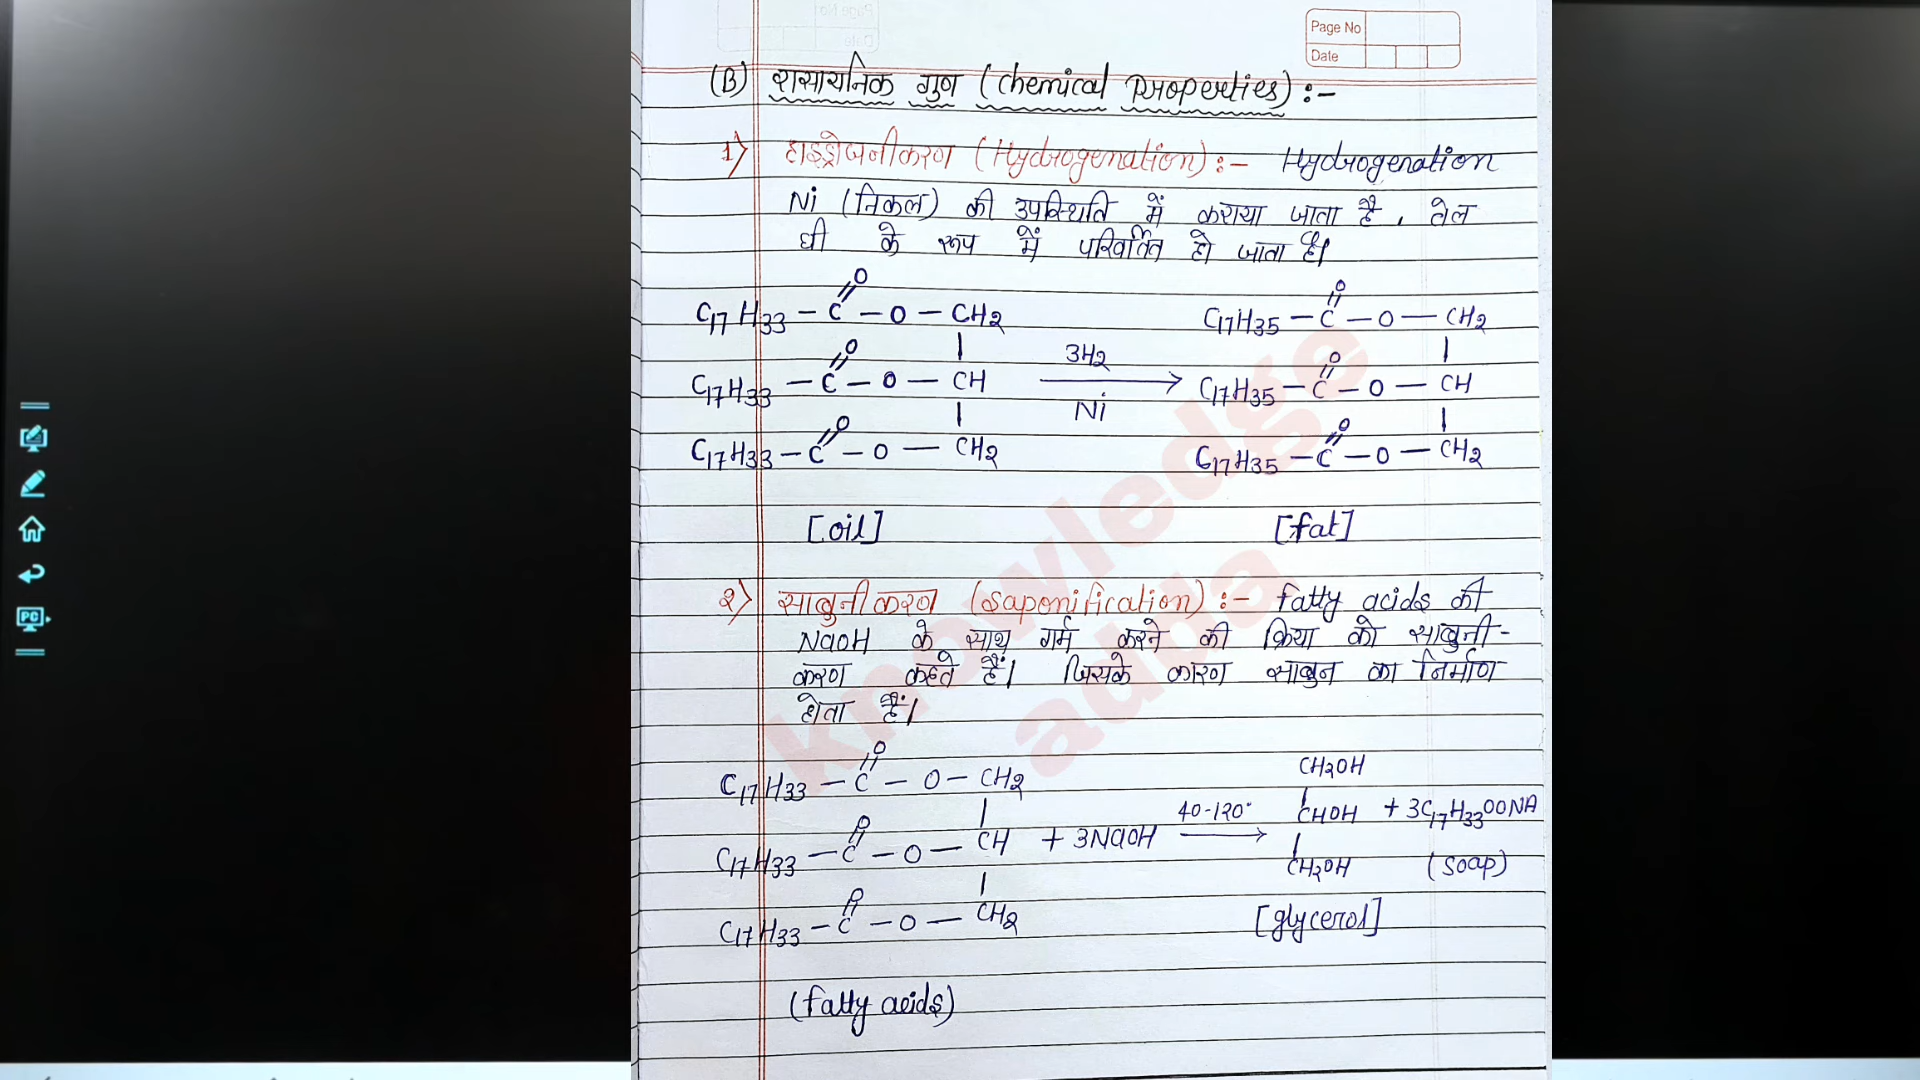 Page No
Date
(B) रासायनिक गुण (Chemical Properties) :-
1) हाइड्रोजनीकरण (Hydrogenation) :- Hydrogenation
Ni (निकल) की उपस्थिति में कराया जाता है, तेल
घी के रूप में परिवर्तित हो जाता है।
O O
C17H33 - C - O - CH2 C17H35 - C - O - CH2
O 3H2 O
C17H33 - C - O - CH → C17H35 - C - O - CH
O Ni O
C17H33 - C - O - CH2 C17H35 - C - O - CH2
[oil] [fat]
2) साबुनीकरण (Saponification) :- fatty acids की
NaOH के साथ गर्म करने की क्रिया को साबुनी-
करण कहते हैं। जिसके कारण साबुन का निर्माण
होता हैं।
O CH2OH
C17H33 - C - O - CH2
O 40-120° CHOH + 3C17H33OONA
C17H33 - C - O - CH + 3NaOH →
CH2OH (Soap)
O
C17H33 - C - O - CH2 [glycerol]
(fatty acids)
knowledge
adda
PC